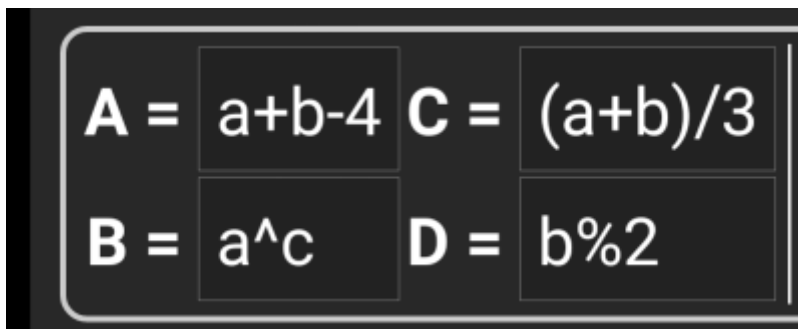 A = a+b-4 C = (a+b)/3
B = a^c D = b%2